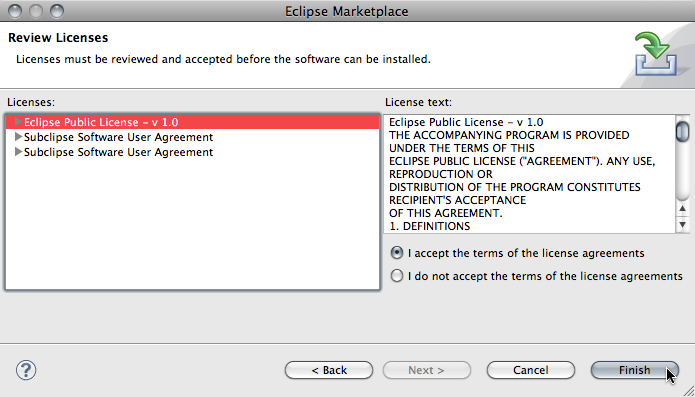 Eclipse Marketplace
Review Licenses
Licenses must be reviewed and accepted before the software can be installed.
Licenses:
Eclipse Public License - v 1.0
Subclipse Software User Agreement
Subclipse Software User Agreement
License text:
Eclipse Public License - v 1.0
THE ACCOMPANYING PROGRAM IS PROVIDED
UNDER THE TERMS OF THIS
ECLIPSE PUBLIC LICENSE ("AGREEMENT"). ANY USE,
REPRODUCTION OR
DISTRIBUTION OF THE PROGRAM CONSTITUTES
RECIPIENT'S ACCEPTANCE
OF THIS AGREEMENT.
1. DEFINITIONS
I accept the terms of the license agreements
I do not accept the terms of the license agreements
?
< Back
Next >
Cancel
Finish